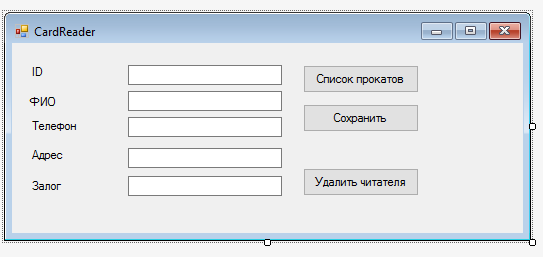 CardReader
ID
Список прокатов
ФИО
Сохранить
Телефон
Адрес
Залог
Удалить читателя